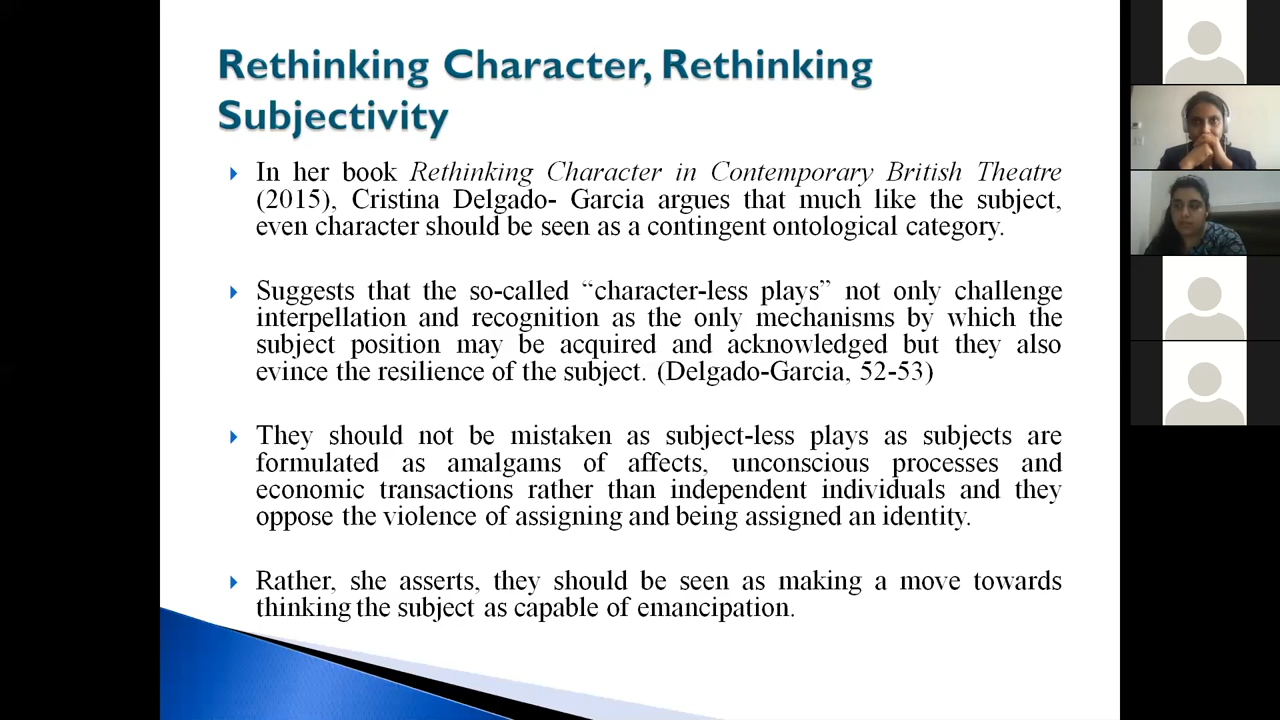 Rethinking Character, Rethinking
Subjectivity
In her book Rethinking Character in Contemporary British Theatre
(2015), Cristina Delgado- Garcia argues that much like the subject,
even character should be seen as a contingent ontological category.
Suggests that the so-called “character-less plays” not only challenge
interpellation and recognition as the only mechanisms by which the
subject position may be acquired and acknowledged but they also
evince the resilience of the subject. (Delgado-Garcia, 52-53)
They should not be mistaken as subject-less plays as subjects are
formulated as amalgams of affects, unconscious processes and
economic transactions rather than independent individuals and they
oppose the violence of assigning and being assigned an identity.
Rather, she asserts, they should be seen as making a move towards
thinking the subject as capable of emancipation.